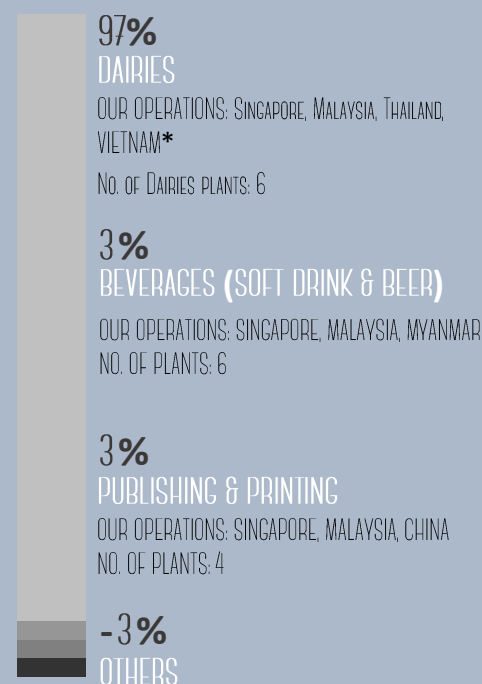 97%
DAIRIES
OUR OPERATIONS: Singapore, Malaysia, Thailand,
VIETNAM*
No. of Dairies plants: 6
3%
BEVERAGES (SOFT DRINK & BEER)
OUR OPERATIONS: SINGAPORE, MALAYSIA, MYANMAR
NO. OF PLANTS: 6
3%
PUBLISHING & PRINTING
OUR OPERATIONS: SINGAPORE, MALAYSIA, CHINA
NO. OF PLANTS: 4
-3%
OTHERS